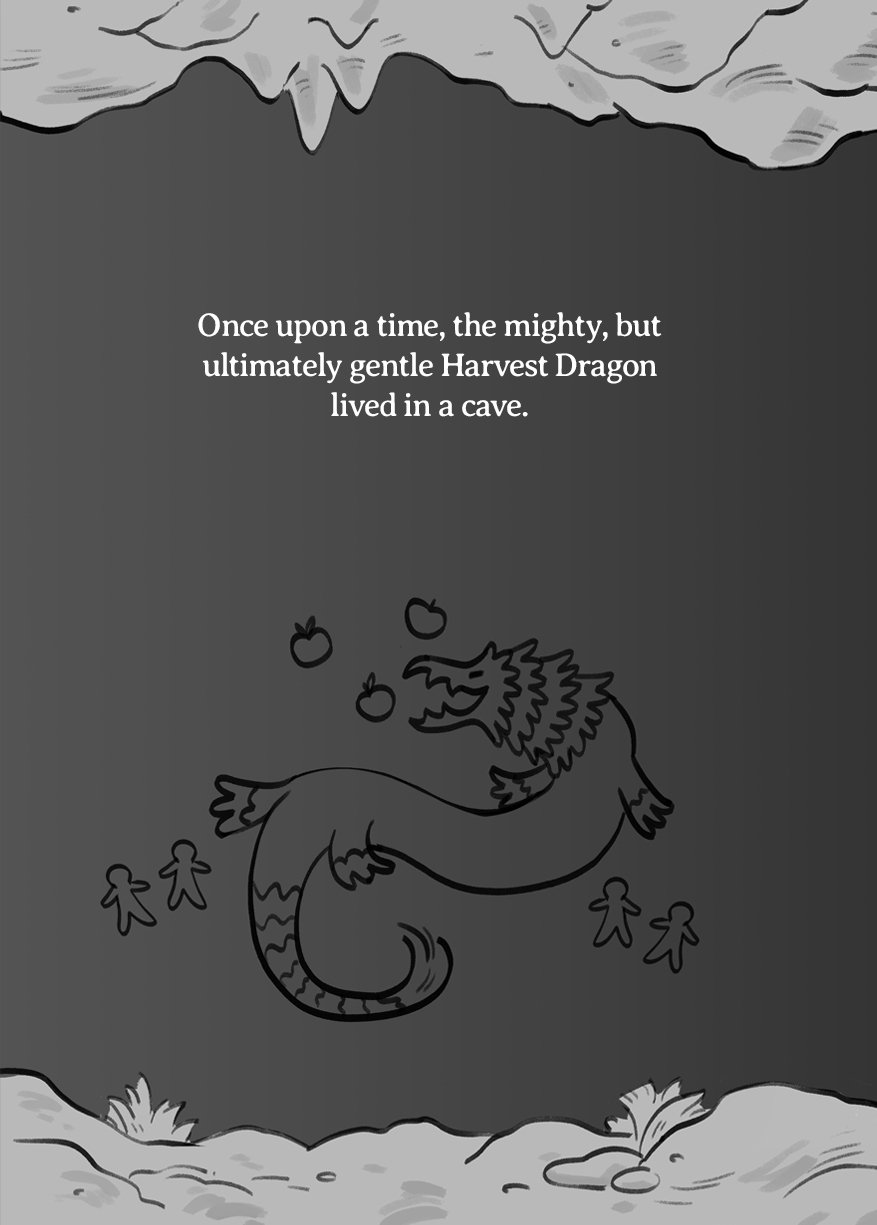 Once upon a time, the mighty, but
ultimately gentle Harvest Dragon
lived in a cave.